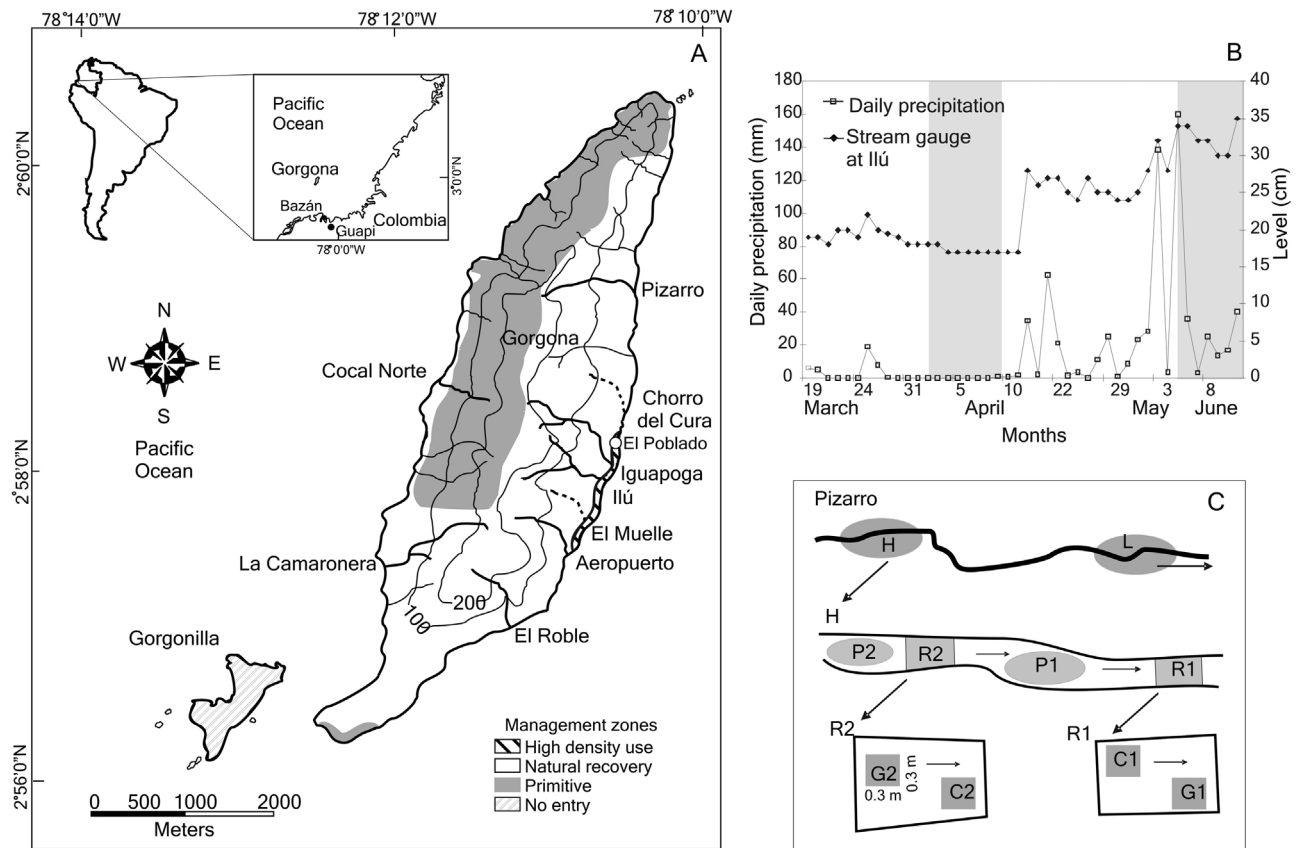 78°14'0"W
78°12'0"W
78°10'0"W
A
2°60'0"N
2°58'0"N
2°56'0"N
Pacific
Ocean
Gorgona
Bazán
Guapi
Colombia
3°0'0"N
78°0'0"W
N
W
E
S
Pacific
Ocean
Pizarro
Gorgona
Cocal Norte
Chorro
del Cura
El Poblado
Iguapoga
Ilú
El Muelle
Aeropuerto
La Camaronera
200
100
El Roble
Gorgonilla
Management zones
High density use
Natural recovery
Primitive
No entry
0 500 1000 2000
Meters
B
Daily precipitation
Stream gauge
at Ilú
Daily precipitation (mm)
180
160
140
120
100
80
60
40
20
0
Level (cm)
40
35
30
25
20
15
10
5
0
19 24 31 5 10 22 29 3 8
March April May June
Months
C
Pizarro
H
L
H
P2
R2
P1
R1
R2
G2
0.3 m
0.3 m
C2
R1
C1
G1